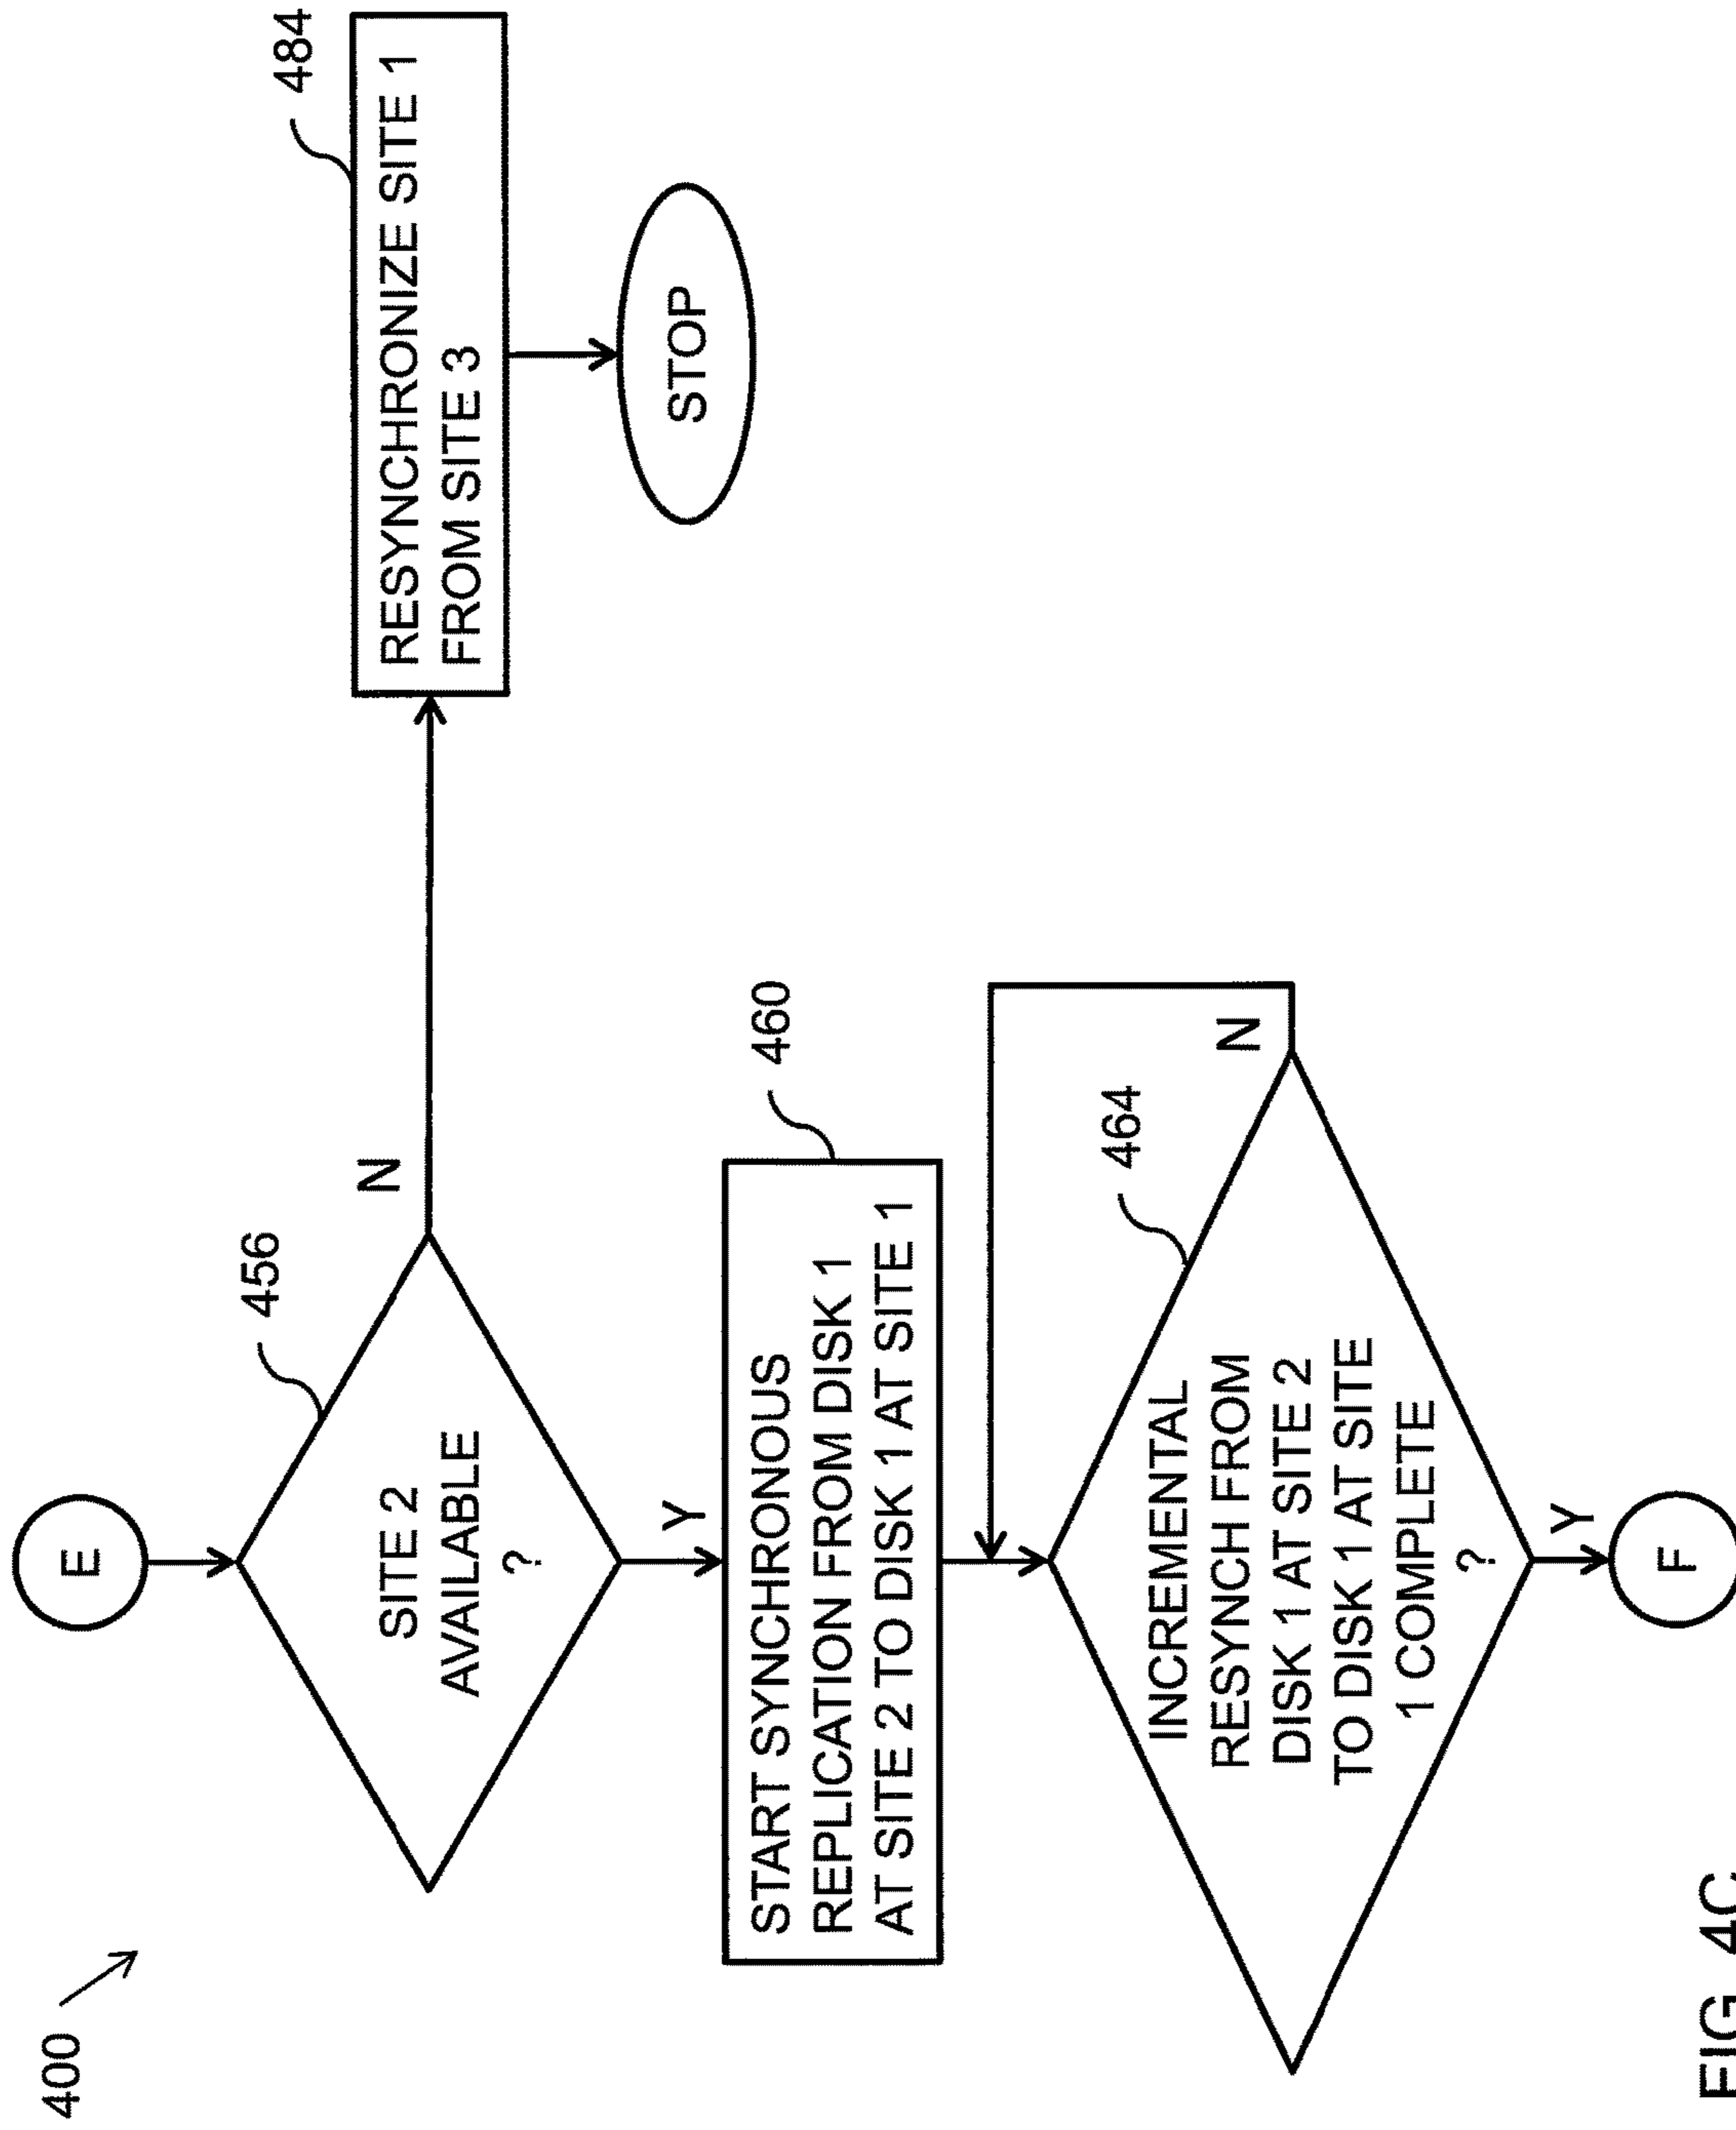 400
E
SITE 2
AVAILABLE
?
456
N
Y
RESYNCHRONIZE SITE 1
FROM SITE 3
484
STOP
START SYNCHRONOUS
REPLICATION FROM DISK 1
AT SITE 2 TO DISK 1 AT SITE 1
460
INCREMENTAL
RESYNCH FROM
DISK 1 AT SITE 2
TO DISK 1 AT SITE
1 COMPLETE
?
464
N
Y
F
FIG. 4C